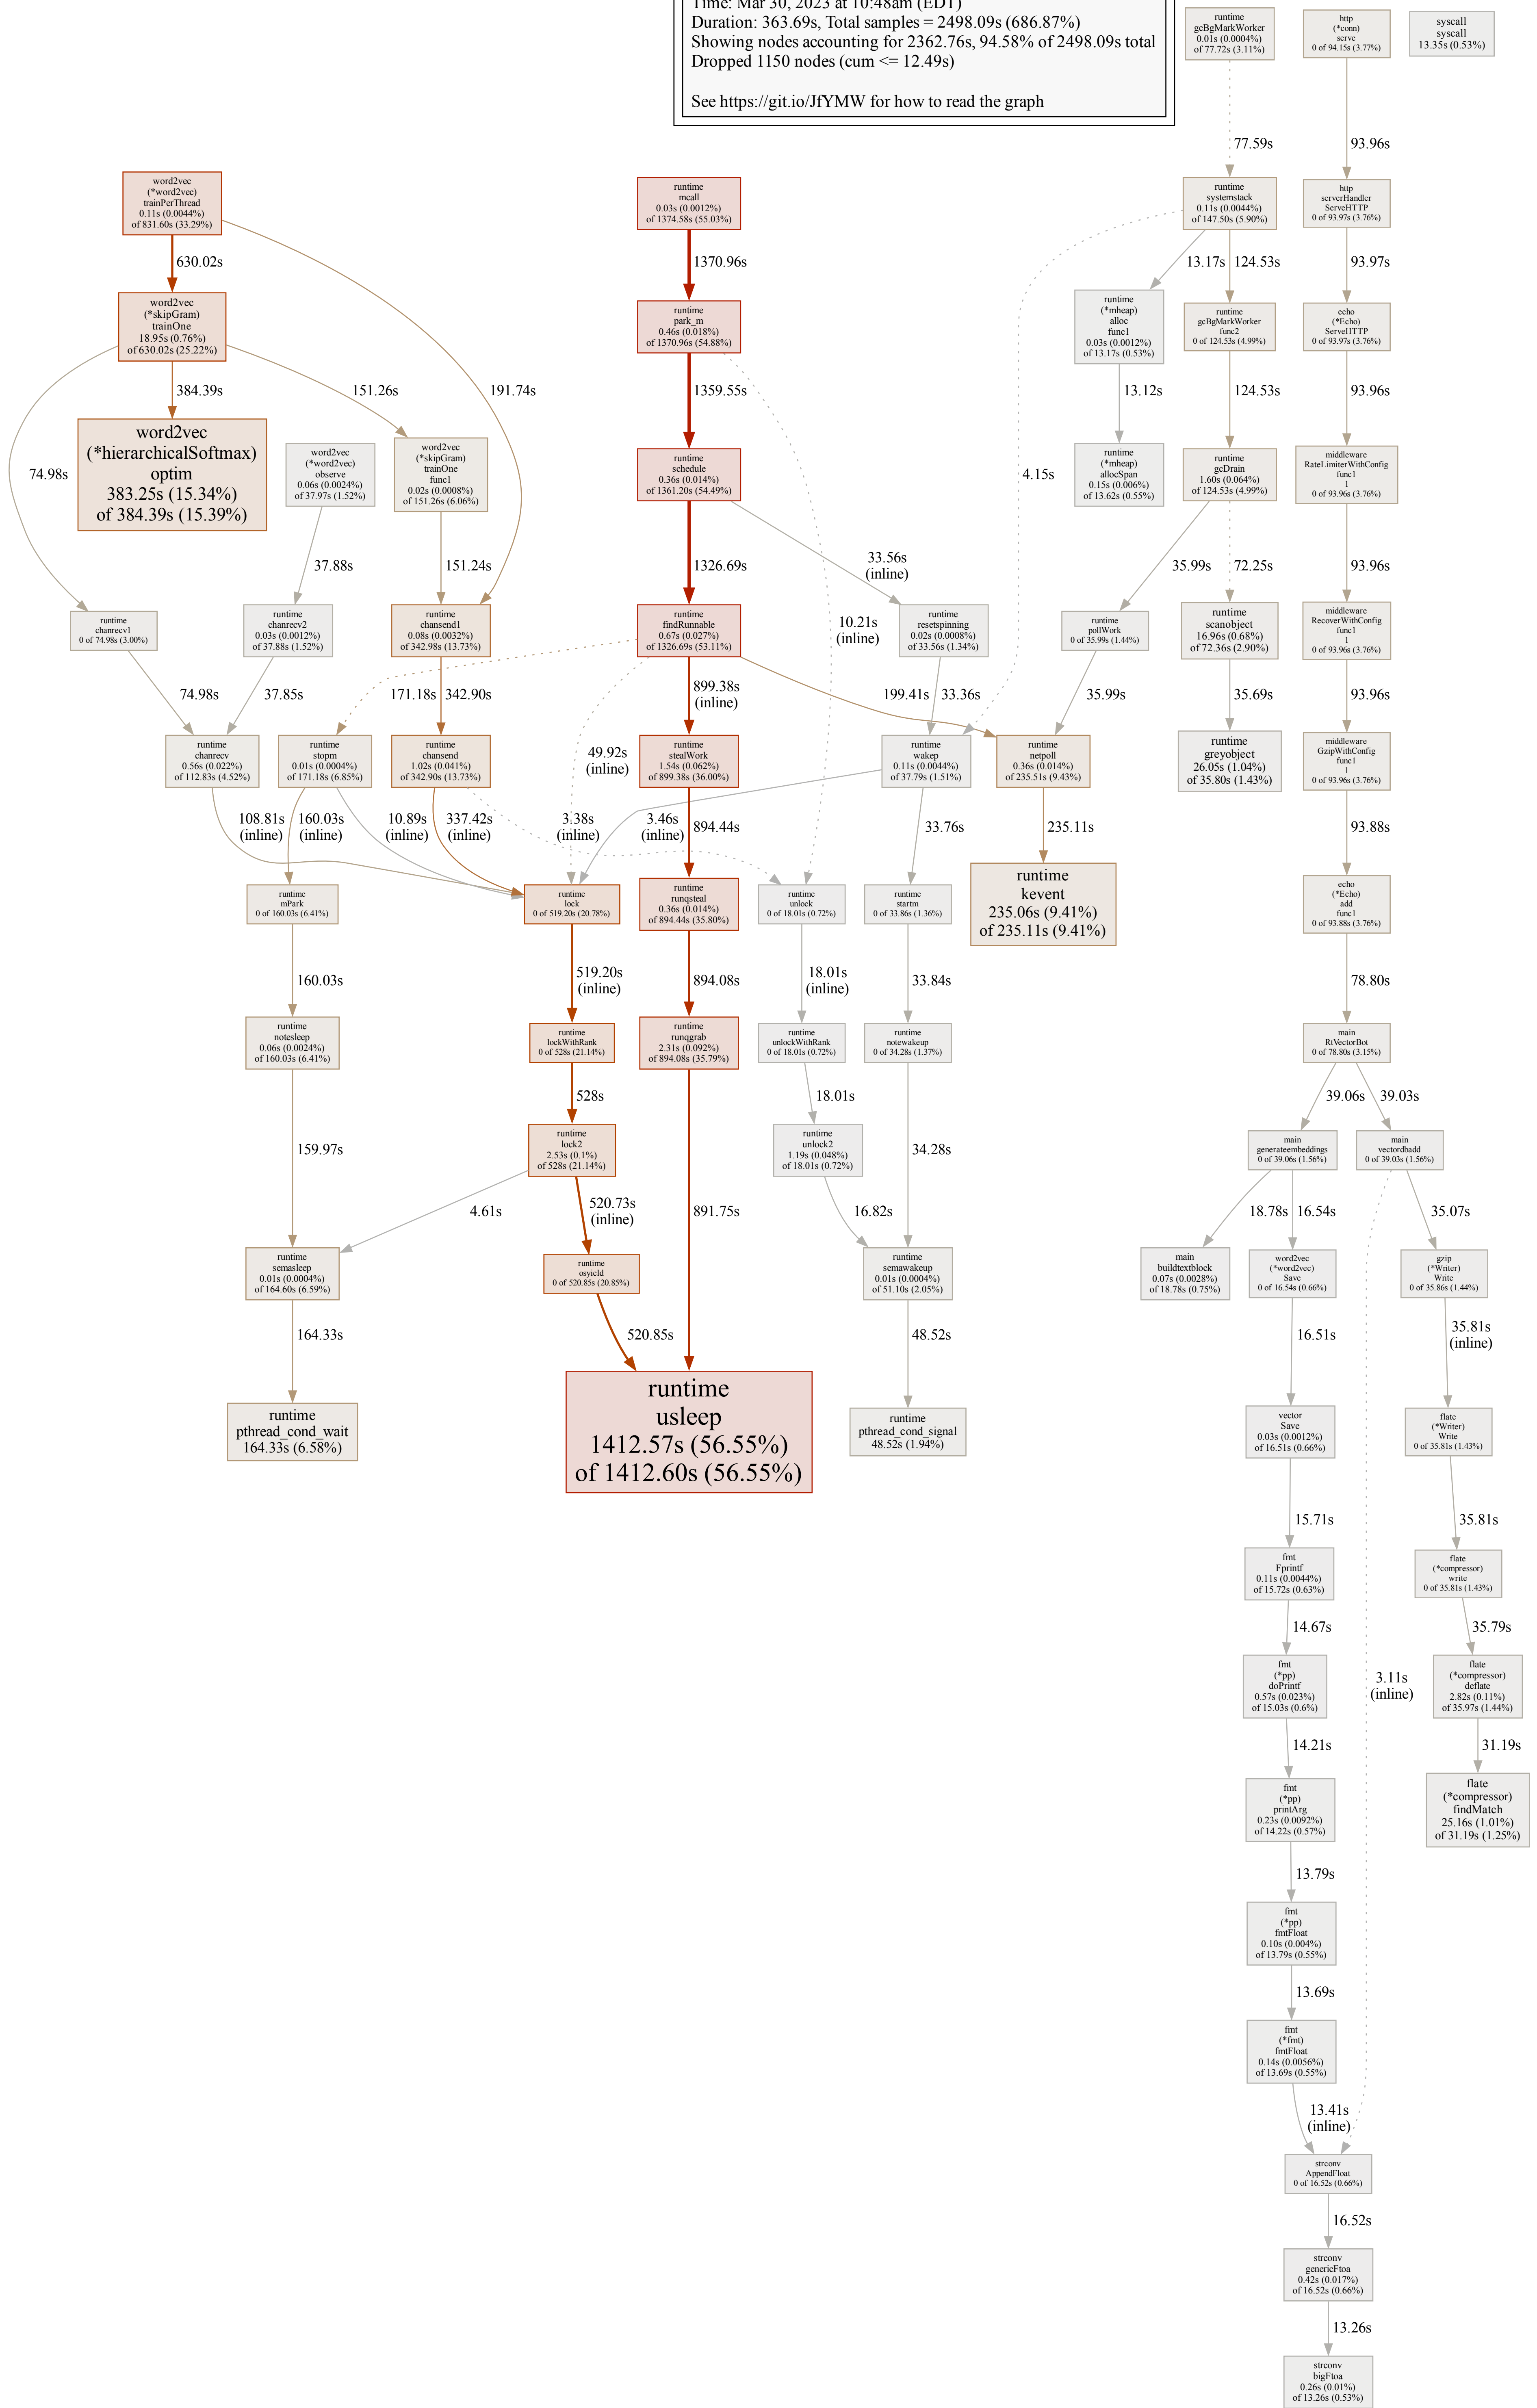 Time: Mar 30, 2023 at 10:48am (EDT)
Duration: 363.69s, Total samples = 2498.09s (686.87%)
Showing nodes accounting for 2362.76s, 94.58% of 2498.09s total
Dropped 1150 nodes (cum <= 12.49s)
See https://git.io/JfYMW for how to read the graph
runtime
gcBgMarkWorker
0.01s (0.0004%)
of 77.72s (3.11%)
http
(*conn)
serve
0 of 94.15s (3.77%)
syscall
syscall
13.35s (0.53%)
77.59s
93.96s
word2vec
(*word2vec)
trainPerThread
0.11s (0.0044%)
of 831.60s (33.29%)
runtime
mcall
0.03s (0.0012%)
of 1374.58s (55.03%)
runtime
systemstack
0.11s (0.0044%)
of 147.50s (5.90%)
http
serverHandler
ServeHTTP
0 of 93.97s (3.76%)
630.02s
1370.96s
13.17s
124.53s
93.97s
word2vec
(*skipGram)
trainOne
18.95s (0.76%)
of 630.02s (25.22%)
runtime
park_m
0.46s (0.018%)
of 1370.96s (54.88%)
runtime
(*mheap)
alloc
func1
0.03s (0.0012%)
of 13.17s (0.53%)
runtime
gcBgMarkWorker
func2
0 of 124.53s (4.99%)
echo
(*Echo)
ServeHTTP
0 of 93.97s (3.76%)
384.39s
151.26s
191.74s
1359.55s
13.12s
124.53s
93.96s
74.98s
word2vec
(*hierarchicalSoftmax)
optim
383.25s (15.34%)
of 384.39s (15.39%)
word2vec
(*word2vec)
observe
0.06s (0.0024%)
of 37.97s (1.52%)
word2vec
(*skipGram)
trainOne
func1
0.02s (0.0008%)
of 151.26s (6.06%)
runtime
schedule
0.36s (0.014%)
of 1361.20s (54.49%)
4.15s
runtime
(*mheap)
allocSpan
0.15s (0.006%)
of 13.62s (0.55%)
runtime
gcDrain
1.60s (0.064%)
of 124.53s (4.99%)
middleware
RateLimiterWithConfig
func1
1
0 of 93.96s (3.76%)
37.88s
151.24s
1326.69s
33.56s
(inline)
35.99s
72.25s
93.96s
runtime
chanrecv1
0 of 74.98s (3.00%)
runtime
chanrecv2
0.03s (0.0012%)
of 37.88s (1.52%)
runtime
chansend1
0.08s (0.0032%)
of 342.98s (13.73%)
runtime
findRunnable
0.67s (0.027%)
of 1326.69s (53.11%)
10.21s
(inline)
runtime
resetspinning
0.02s (0.0008%)
of 33.56s (1.34%)
runtime
pollWork
0 of 35.99s (1.44%)
runtime
scanobject
16.96s (0.68%)
of 72.36s (2.90%)
middleware
RecoverWithConfig
func1
1
0 of 93.96s (3.76%)
74.98s
37.85s
171.18s
342.90s
899.38s
(inline)
199.41s
33.36s
35.99s
35.69s
93.96s
runtime
chanrecv
0.56s (0.022%)
of 112.83s (4.52%)
runtime
stopm
0.01s (0.0004%)
of 171.18s (6.85%)
runtime
chansend
1.02s (0.041%)
of 342.90s (13.73%)
49.92s
(inline)
runtime
stealWork
1.54s (0.062%)
of 899.38s (36.00%)
runtime
wakep
0.11s (0.0044%)
of 37.79s (1.51%)
runtime
netpoll
0.36s (0.014%)
of 235.51s (9.43%)
runtime
greyobject
26.05s (1.04%)
of 35.80s (1.43%)
middleware
GzipWithConfig
func1
1
0 of 93.96s (3.76%)
108.81s
(inline)
160.03s
(inline)
10.89s
(inline)
337.42s
(inline)
3.38s
(inline)
3.46s
(inline)
894.44s
33.76s
235.11s
93.88s
runtime
mPark
0 of 160.03s (6.41%)
runtime
lock
0 of 519.20s (20.78%)
runtime
runqsteal
0.36s (0.014%)
of 894.44s (35.80%)
runtime
unlock
0 of 18.01s (0.72%)
runtime
startm
0 of 33.86s (1.36%)
runtime
kevent
235.06s (9.41%)
of 235.11s (9.41%)
echo
(*Echo)
add
func1
0 of 93.88s (3.76%)
160.03s
519.20s
(inline)
894.08s
18.01s
(inline)
33.84s
78.80s
runtime
notesleep
0.06s (0.0024%)
of 160.03s (6.41%)
runtime
lockWithRank
0 of 528s (21.14%)
runtime
runqgrab
2.31s (0.092%)
of 894.08s (35.79%)
runtime
unlockWithRank
0 of 18.01s (0.72%)
runtime
notewakeup
0 of 34.28s (1.37%)
main
RtVectorBot
0 of 78.80s (3.15%)
528s
18.01s
39.06s
39.03s
159.97s
runtime
lock2
2.53s (0.1%)
of 528s (21.14%)
runtime
unlock2
1.19s (0.048%)
of 18.01s (0.72%)
34.28s
main
generateembeddings
0 of 39.06s (1.56%)
main
vectordbadd
0 of 39.03s (1.56%)
4.61s
520.73s
(inline)
891.75s
16.82s
18.78s
16.54s
35.07s
runtime
semasleep
0.01s (0.0004%)
of 164.60s (6.59%)
runtime
osyield
0 of 520.85s (20.85%)
runtime
semawakeup
0.01s (0.0004%)
of 51.10s (2.05%)
main
buildtextblock
0.07s (0.0028%)
of 18.78s (0.75%)
word2vec
(*word2vec)
Save
0 of 16.54s (0.66%)
gzip
(*Writer)
Write
0 of 35.86s (1.44%)
164.33s
520.85s
48.52s
16.51s
35.81s
(inline)
runtime
pthread_cond_wait
164.33s (6.58%)
runtime
usleep
1412.57s (56.55%)
of 1412.60s (56.55%)
runtime
pthread_cond_signal
48.52s (1.94%)
vector
Save
0.03s (0.0012%)
of 16.51s (0.66%)
flate
(*Writer)
Write
0 of 35.81s (1.43%)
15.71s
35.81s
fmt
Fprintf
0.11s (0.0044%)
of 15.72s (0.63%)
flate
(*compressor)
write
0 of 35.81s (1.43%)
14.67s
35.79s
fmt
(*pp)
doPrintf
0.57s (0.023%)
of 15.03s (0.6%)
3.11s
(inline)
flate
(*compressor)
deflate
2.82s (0.11%)
of 35.97s (1.44%)
14.21s
31.19s
fmt
(*pp)
printArg
0.23s (0.0092%)
of 14.22s (0.57%)
flate
(*compressor)
findMatch
25.16s (1.01%)
of 31.19s (1.25%)
13.79s
fmt
(*pp)
fmtFloat
0.10s (0.004%)
of 13.79s (0.55%)
13.69s
fmt
(*fmt)
fmtFloat
0.14s (0.0056%)
of 13.69s (0.55%)
13.41s
(inline)
strconv
AppendFloat
0 of 16.52s (0.66%)
16.52s
strconv
genericFtoa
0.42s (0.017%)
of 16.52s (0.66%)
13.26s
strconv
bigFtoa
0.26s (0.01%)
of 13.26s (0.53%)